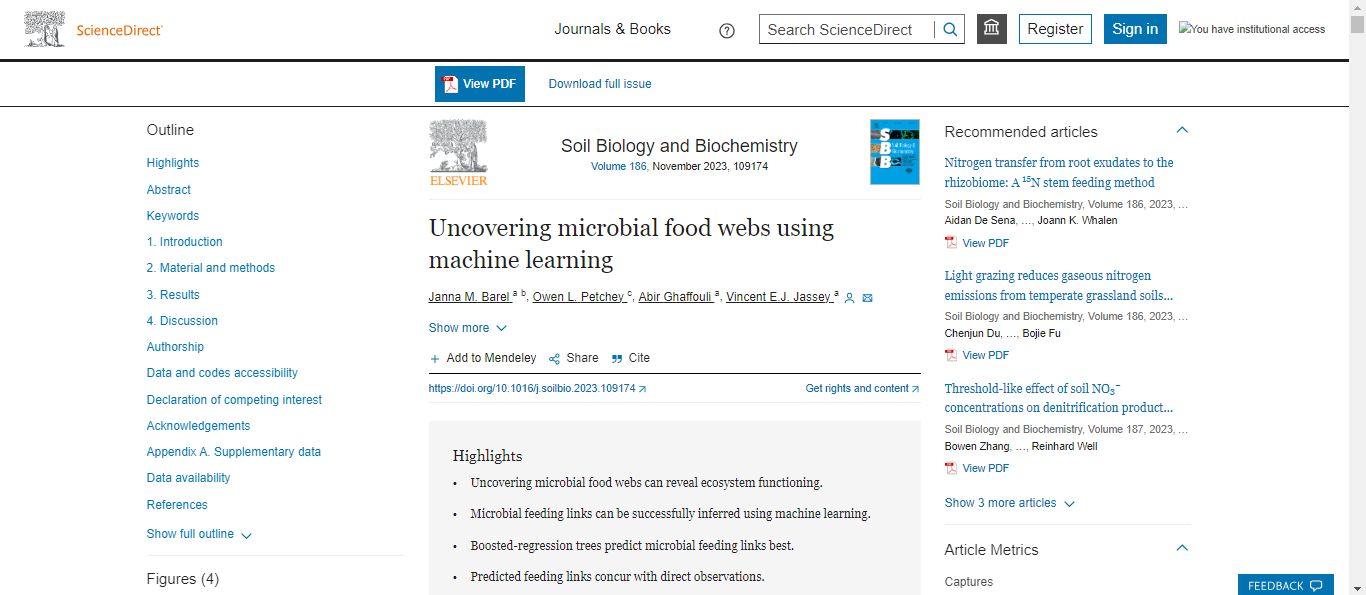 ScienceDirect
Journals & Books
?
Search ScienceDirect
Register
Sign in
You have institutional access
View PDF
Download full issue
Outline
Highlights
Abstract
Keywords
1. Introduction
2. Material and methods
3. Results
4. Discussion
Authorship
Data and codes accessibility
Declaration of competing interest
Acknowledgements
Appendix A. Supplementary data
Data availability
References
Show full outline
Figures (4)
ELSEVIER
Soil Biology and Biochemistry
Volume 186, November 2023, 109174
SBB
Uncovering microbial food webs using
machine learning
Janna M. Barel a b, Owen L. Petchey c, Abir Ghaffouli a, Vincent E.J. Jassey a
Show more
+ Add to Mendeley Share Cite
https://doi.org/10.1016/j.soilbio.2023.109174
Get rights and content
Highlights
• Uncovering microbial food webs can reveal ecosystem functioning.
• Microbial feeding links can be successfully inferred using machine learning.
• Boosted-regression trees predict microbial feeding links best.
• Predicted feeding links concur with direct observations.
Recommended articles
Nitrogen transfer from root exudates to the
rhizobiome: A ¹⁵N stem feeding method
Soil Biology and Biochemistry, Volume 186, 2023, …
Aidan De Sena, …, Joann K. Whalen
View PDF
Light grazing reduces gaseous nitrogen
emissions from temperate grassland soils…
Soil Biology and Biochemistry, Volume 186, 2023, …
Chenjun Du, …, Bojie Fu
View PDF
Threshold-like effect of soil NO₃⁻
concentrations on denitrification product…
Soil Biology and Biochemistry, Volume 187, 2023, …
Bowen Zhang, …, Reinhard Well
View PDF
Show 3 more articles
Article Metrics
Captures
FEEDBACK